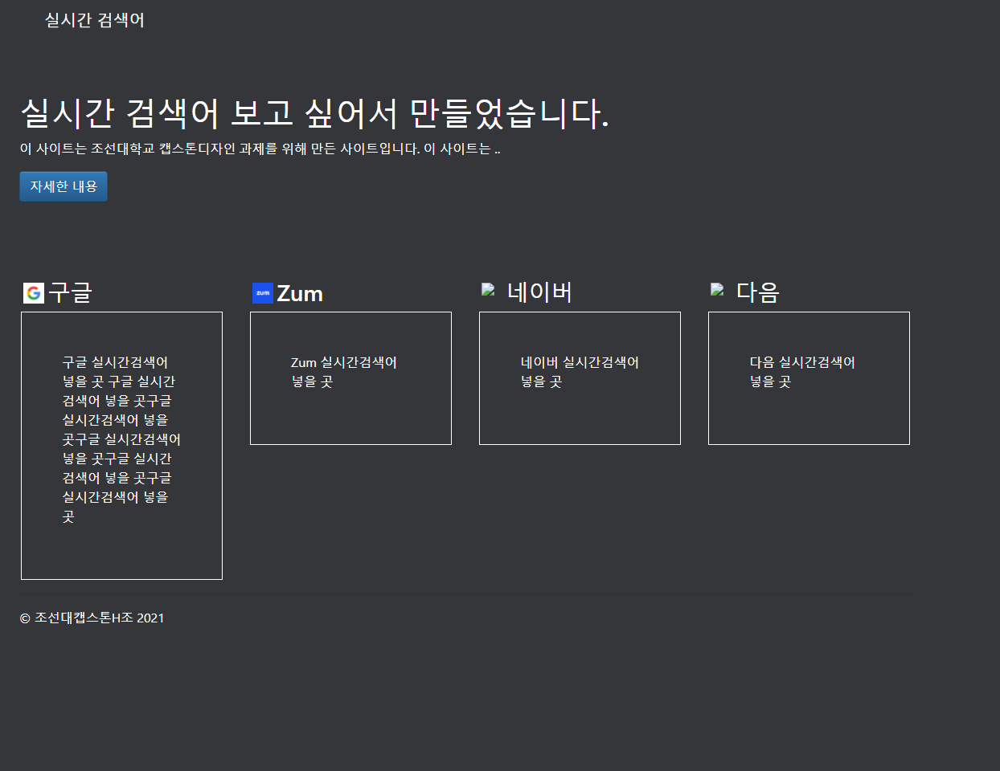 실시간 검색어
실시간 검색어 보고 싶어서 만들었습니다.
이 사이트는 조선대학교 캡스톤디자인 과제를 위해 만든 사이트입니다. 이 사이트는 ..
자세한 내용
G 구글
구글 실시간검색어
넣을 곳 구글 실시간
검색어 넣을 곳구글
실시간검색어 넣을
곳구글 실시간검색어
넣을 곳구글 실시간
검색어 넣을 곳구글
실시간검색어 넣을
곳
zum Zum
Zum 실시간검색어
넣을 곳
네이버
네이버 실시간검색어
넣을 곳
다음
다음 실시간검색어
넣을 곳
© 조선대캡스톤H조 2021